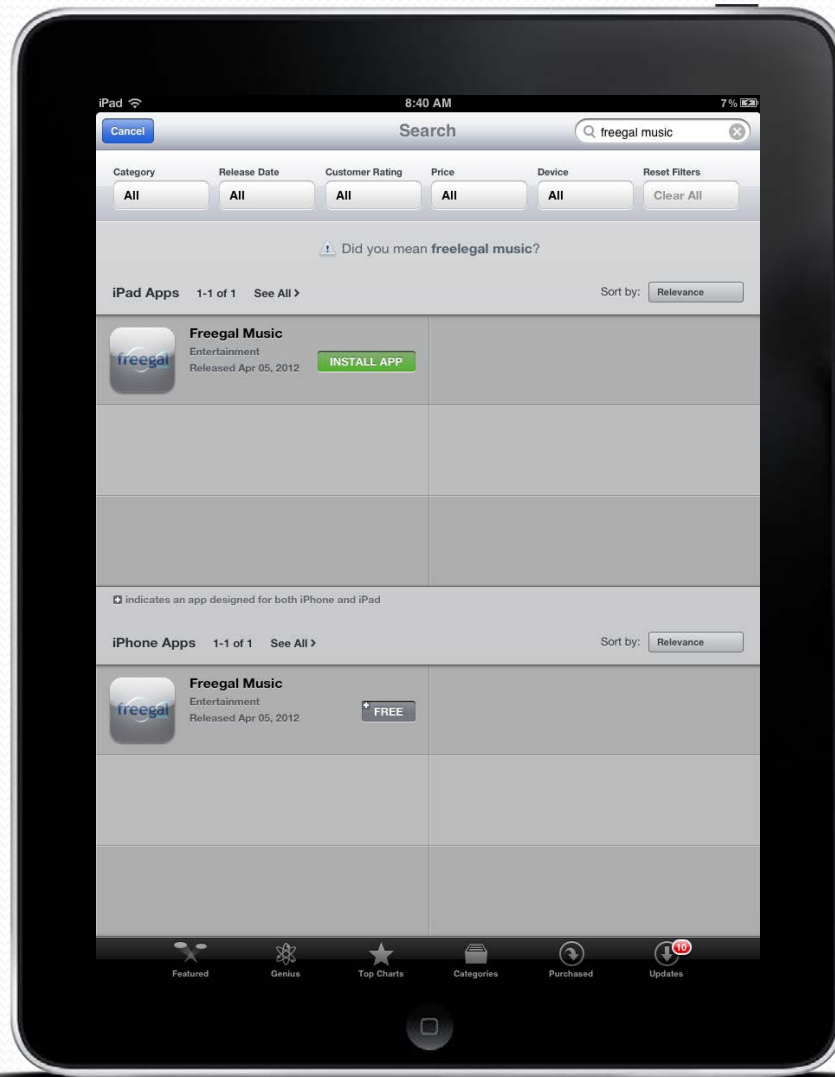 iPad 8:40 AM 7%
Cancel Search freegal music
Category Release Date Customer Rating Price Device Reset Filters
All All All All All Clear All
Did you mean freelegal music?
iPad Apps 1-1 of 1 See All > Sort by: Relevance
freegal
Freegal Music
Entertainment
Released Apr 05, 2012
INSTALL APP
+ indicates an app designed for both iPhone and iPad
iPhone Apps 1-1 of 1 See All > Sort by: Relevance
freegal
Freegal Music
Entertainment
Released Apr 05, 2012
+ FREE
10
Featured Genius Top Charts Categories Purchased Updates